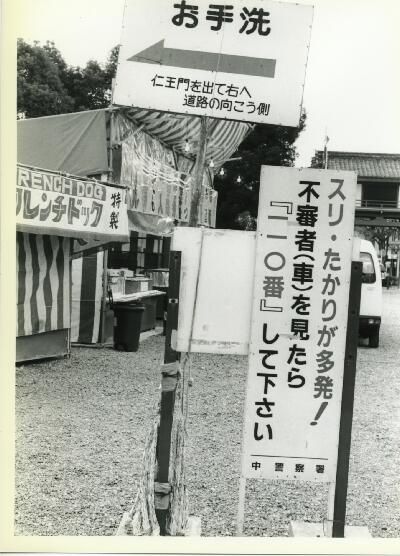 お手洗
仁王門を出て右へ
道路の向こう側
FRENCH DOG
フレンチドッグ
特製
スリ・たかりが多発！
不審者（車）を見たら
『一一〇番』して下さい
中警察署